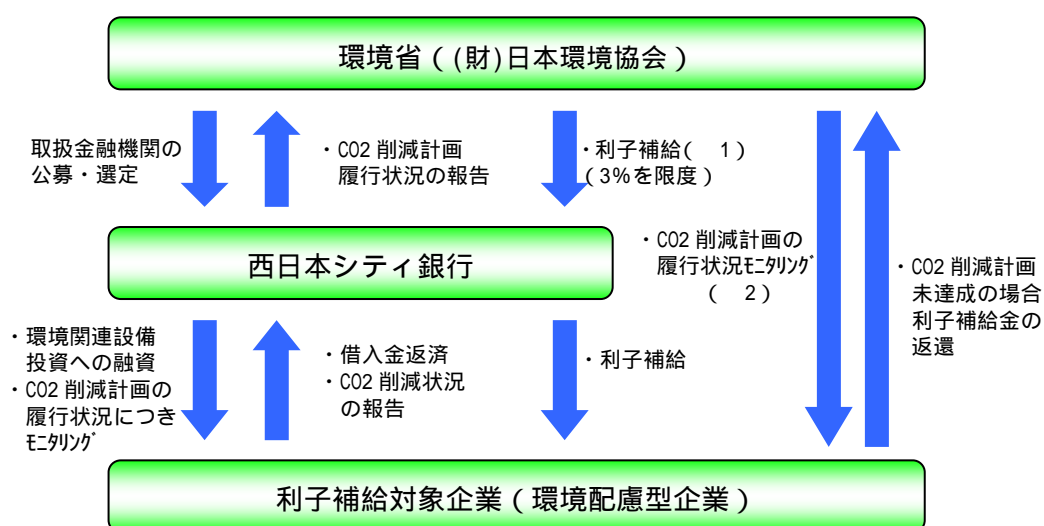 環境省((財)日本環境協会)
取扱金融機関の
公募・選定
・CO2 削減計画
履行状況の報告
・利子補給( 1)
(3%を限度)
・CO2 削減計画の
履行状況ﾓﾆﾀﾘﾝｸﾞ
( 2)
・CO2 削減計画
未達成の場合
利子補給金の
返還
西日本シティ銀行
・環境関連設備
投資への融資
・CO2 削減計画の
履行状況につき
ﾓﾆﾀﾘﾝｸﾞ
・借入金返済
・CO2 削減状況
の報告
・利子補給
利子補給対象企業(環境配慮型企業)